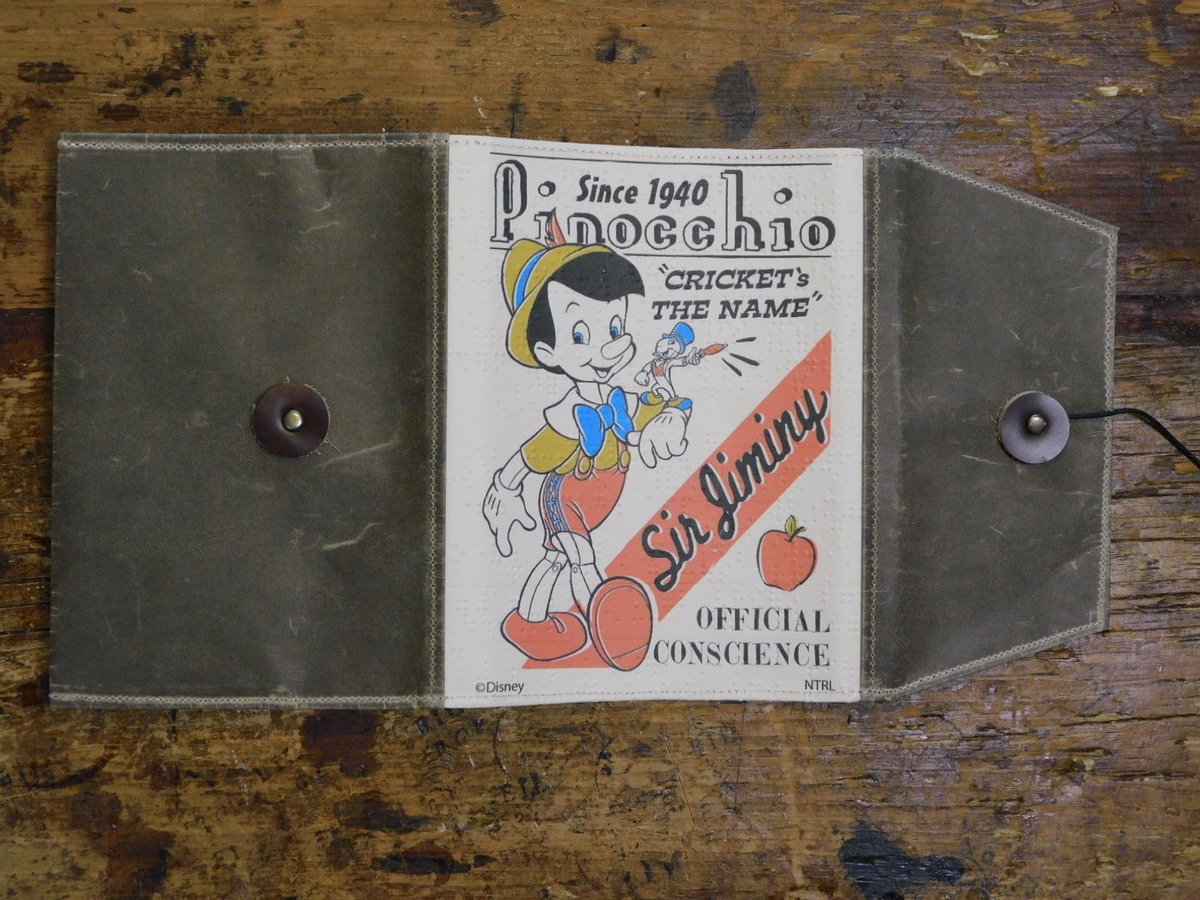 Since 1940
Pinocchio
"CRICKET's
THE NAME"
Sir Jiminy
OFFICIAL
CONSCIENCE
©Disney
NTRL